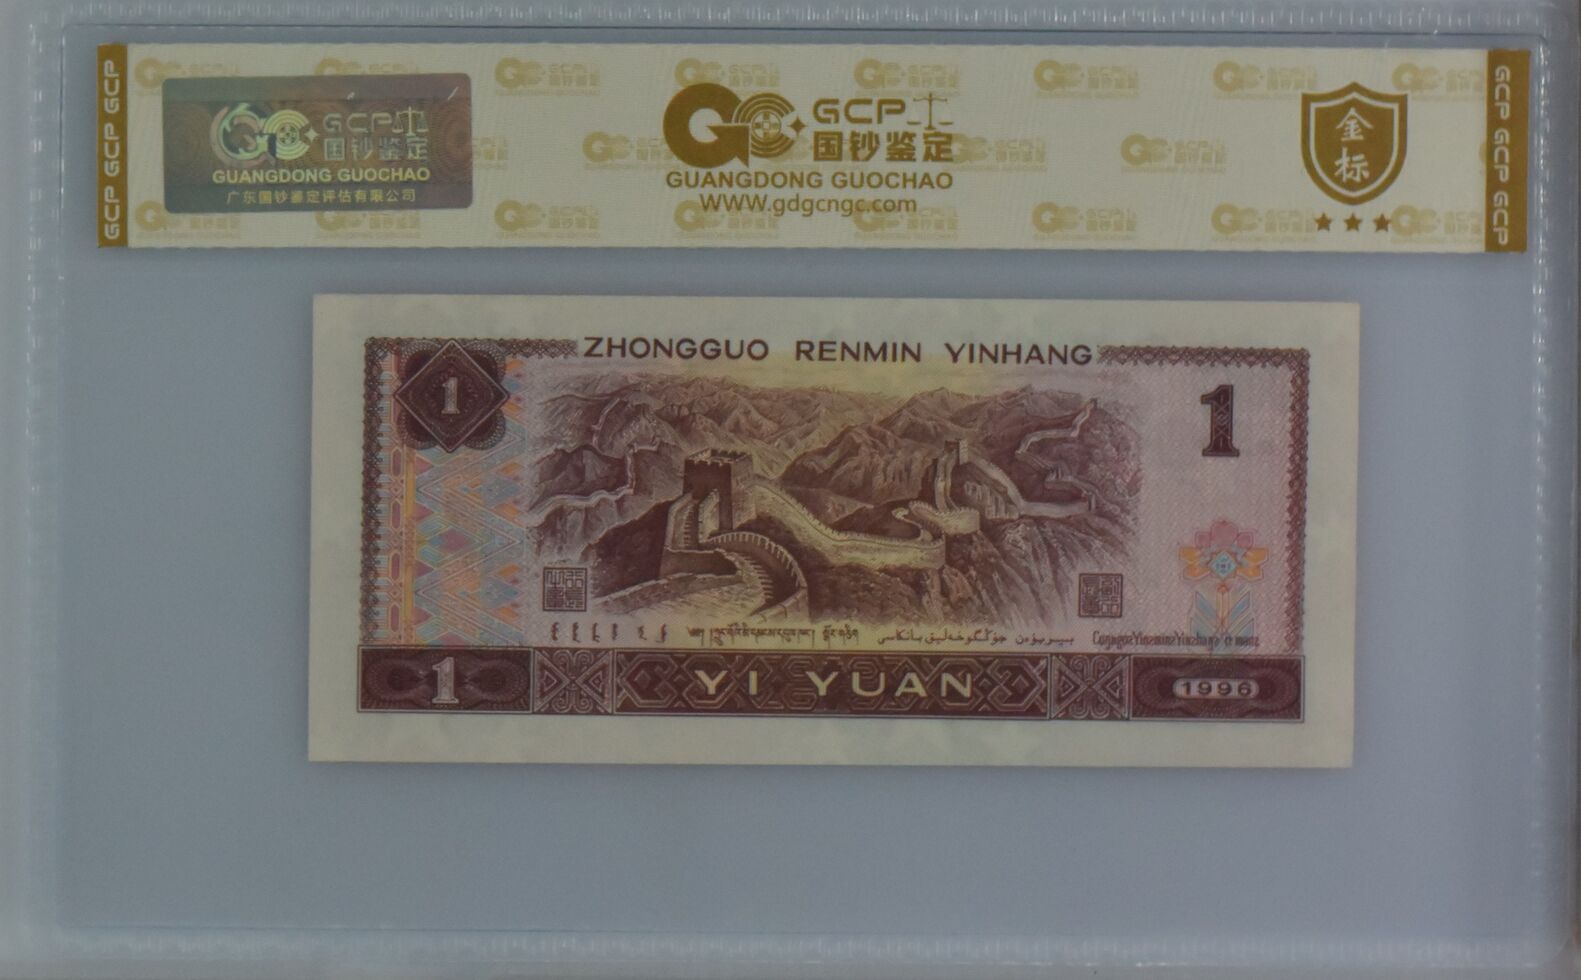 GCP GCP GCP
GCP
国钞鉴定
GUANGDONG GUOCHAO
广东国钞鉴定评估有限公司
GCP
国钞鉴定
GUANGDONG GUOCHAO
WWW.gdgcngc.com
金标
GCP GCP GCP
ZHONGGUO RENMIN YINHANG
1
1
1
YI YUAN
1996